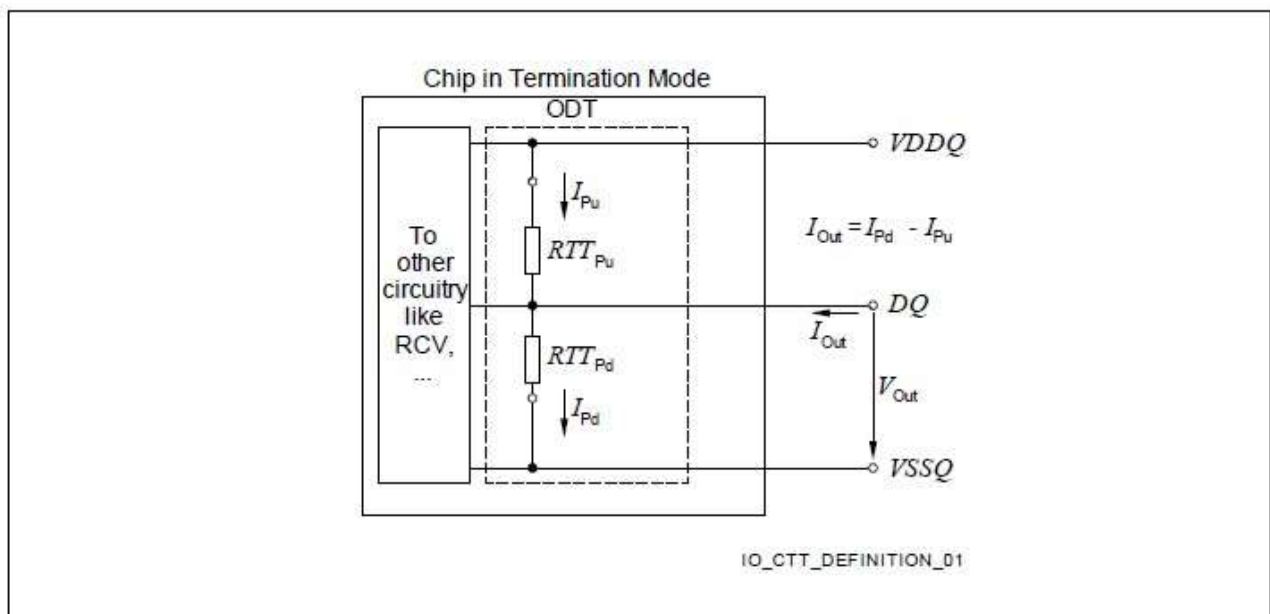 Chip in Termination Mode
ODT
VDDQ
I_Pu
To
other
circuitry
like
RCV,
...
RTT_Pu
I_Out = I_Pd - I_Pu
DQ
I_Out
RTT_Pd
V_Out
I_Pd
VSSQ
IO_CTT_DEFINITION_01